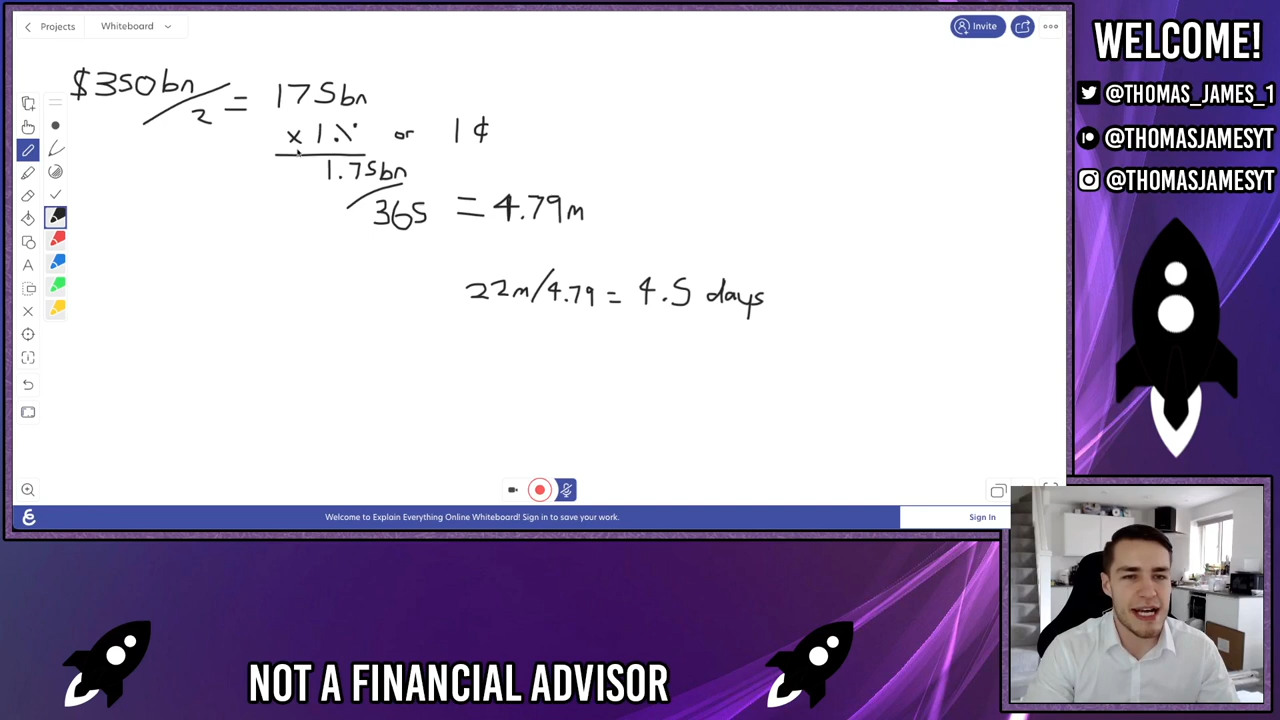 Projects
Whiteboard
Invite
$350bn/2 = 175bn
x 1% or 1¢
1.75bn
/365 = 4.79m
22m/4.79 = 4.5 days
A
Welcome to Explain Everything Online Whiteboard! Sign in to save your work.
Sign In
WELCOME!
@THOMAS_JAMES_1
@THOMASJAMESYT
@THOMASJAMESYT
NOT A FINANCIAL ADVISOR